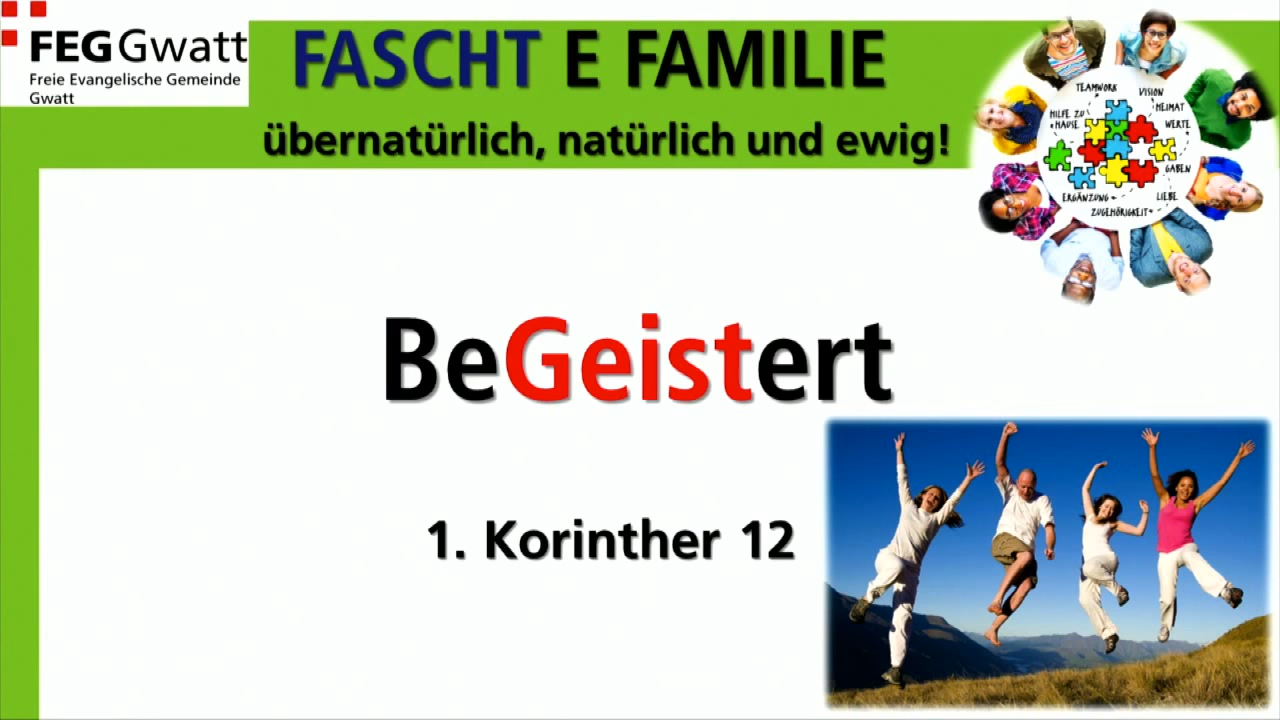 FEG Gwatt
Freie Evangelische Gemeinde
Gwatt
FASCHT E FAMILIE
übernatürlich, natürlich und ewig!
TEAMWORK
VISION
HEIMAT
HILFE ZU
HAUSE
WERTE
GABEN
ERGÄNZUNG
LIEBE
ZUGEHÖRIGKEIT
BeGeistert
1. Korinther 12